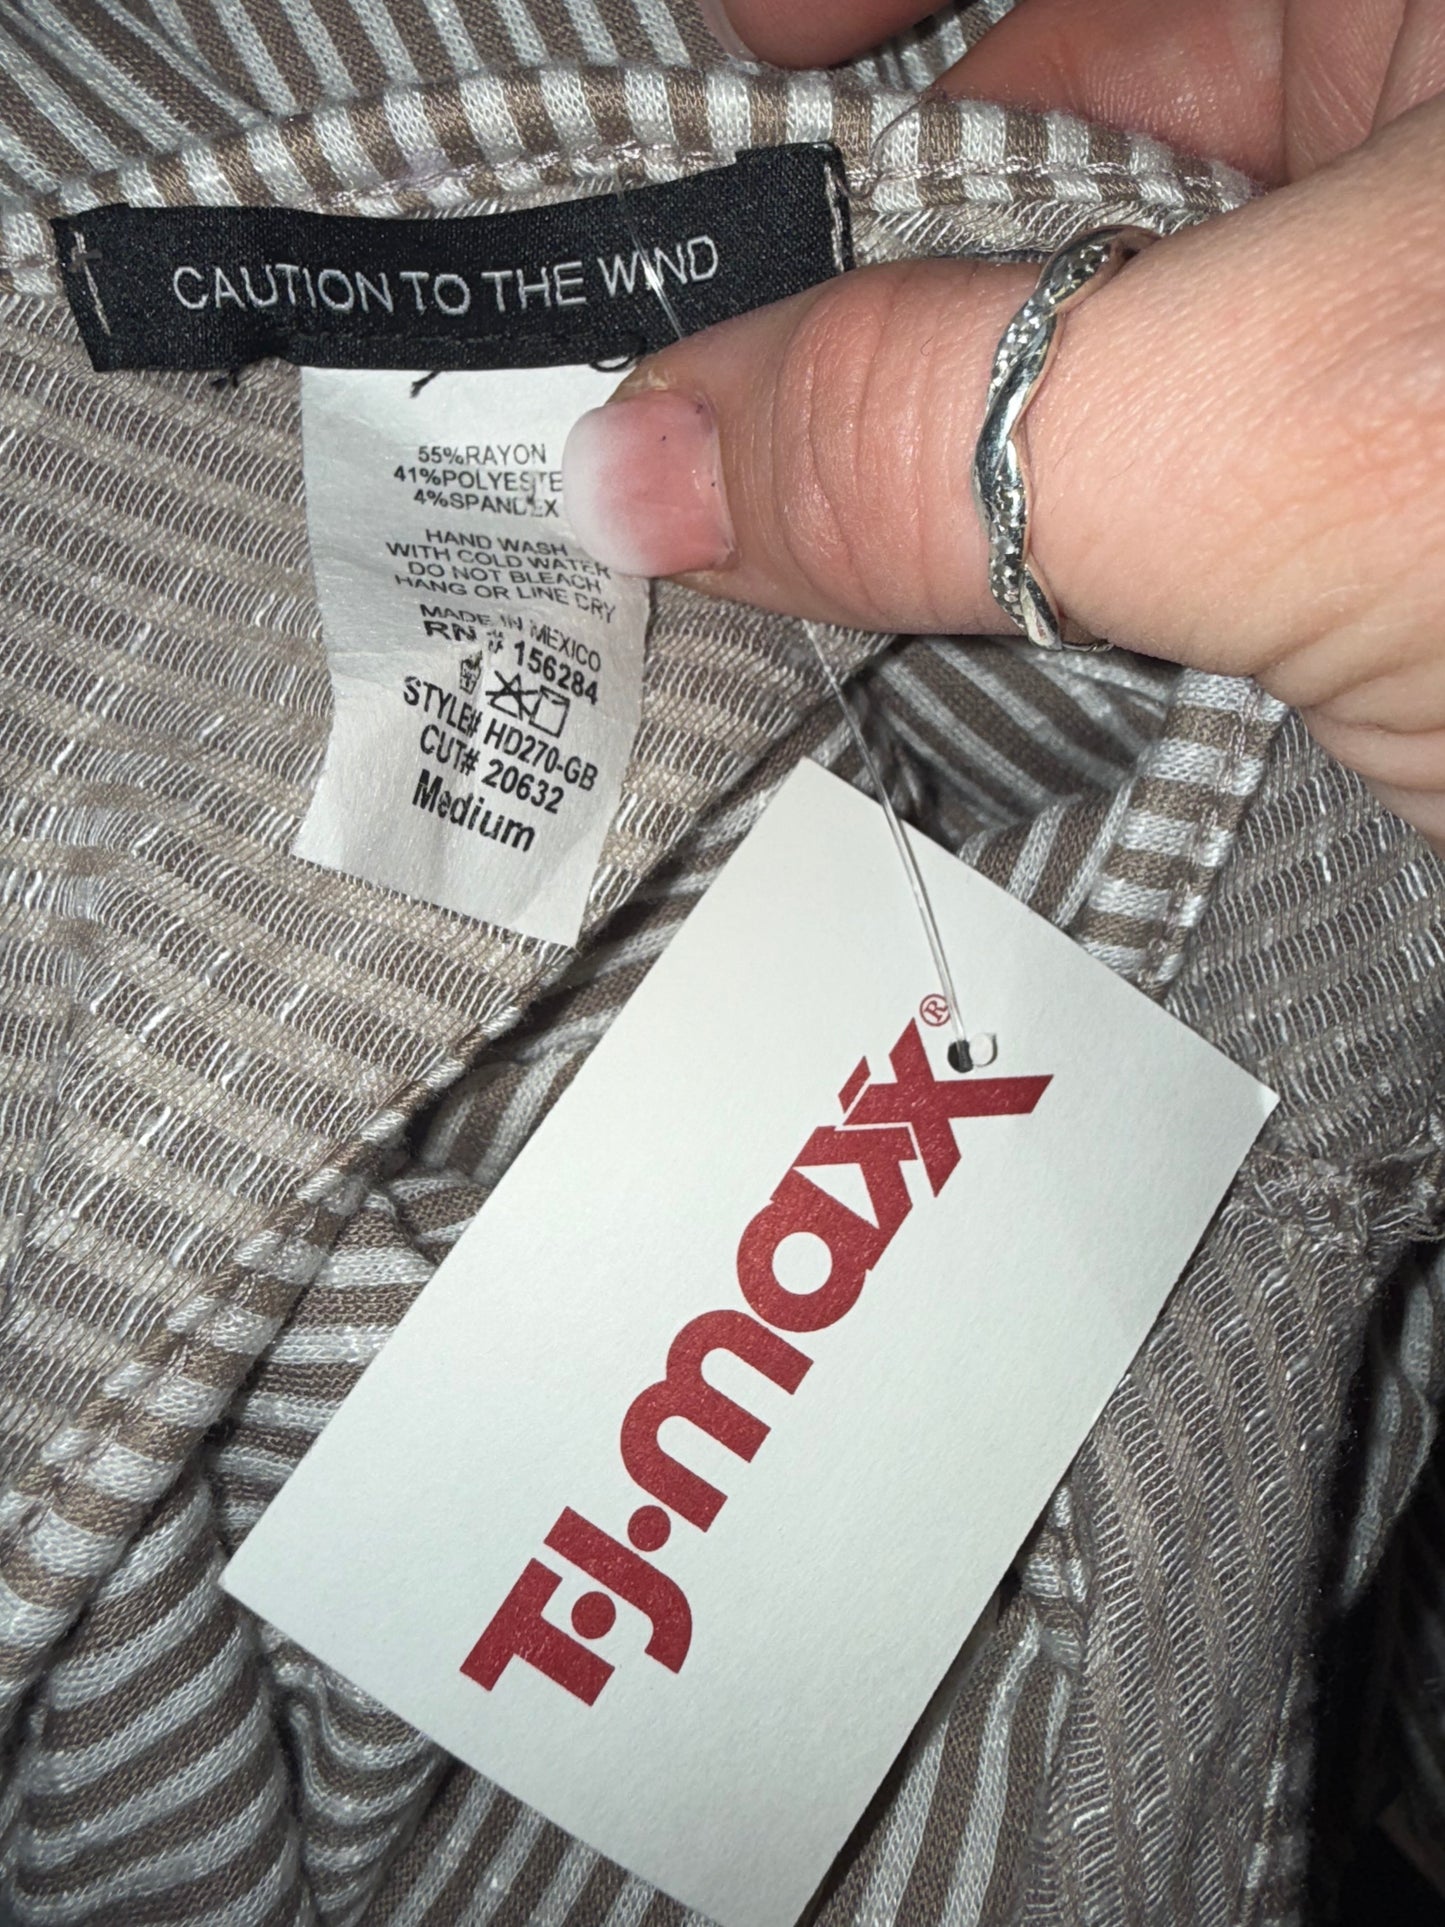 CAUTION TO THE WIND
55%RAYON
41%POLYESTE
4%SPANDEX
HAND WASH
WITH COLD WATER
DO NOT BLEACH
HANG OR LINE DRY
MADE IN MEXICO
RN # 156284
STYLE# HD270-GB
CUT# 20632
Medium
T·J·maxx®